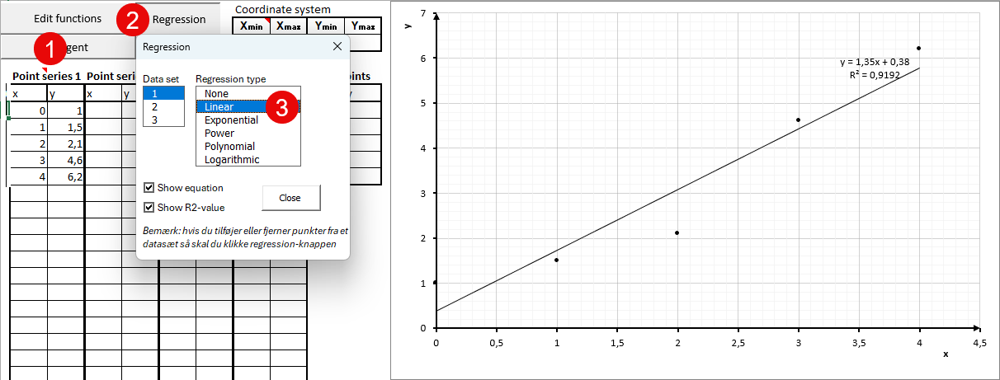 Edit functions
2
Regression
Coordinate system
Xmin Xmax Ymin Ymax
1
gent
Regression
Point series 1 Point seri
ints
x y x y
y
0 1
1 1,5
2 2,1
3 4,6
4 6,2
Data set
Regression type
1
2
3
None
Linear
Exponential
Power
Polynomial
Logarithmic
3
Show equation
Show R2-value
Close
Bemærk: hvis du tilføjer eller fjerner punkter fra et
datasæt så skal du klikke regression-knappen
y
7
6
5
4
3
2
1
0
y = 1,35x + 0,38
R² = 0,9192
0 0,5 1 1,5 2 2,5 3 3,5 4 4,5
x